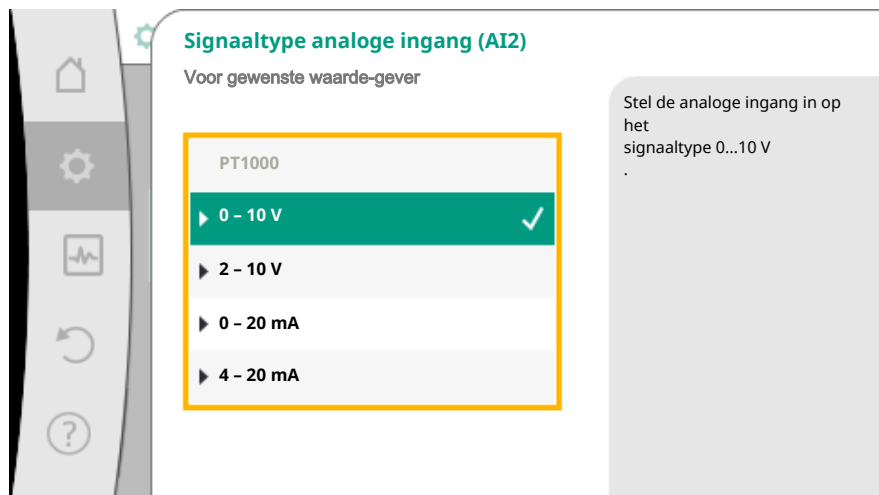 Signaaltype analoge ingang (AI2)
Voor gewenste waarde-gever
PT1000
0 – 10 V
2 – 10 V
0 – 20 mA
4 – 20 mA
Stel de analoge ingang in op
het
signaaltype 0...10 V
.
?